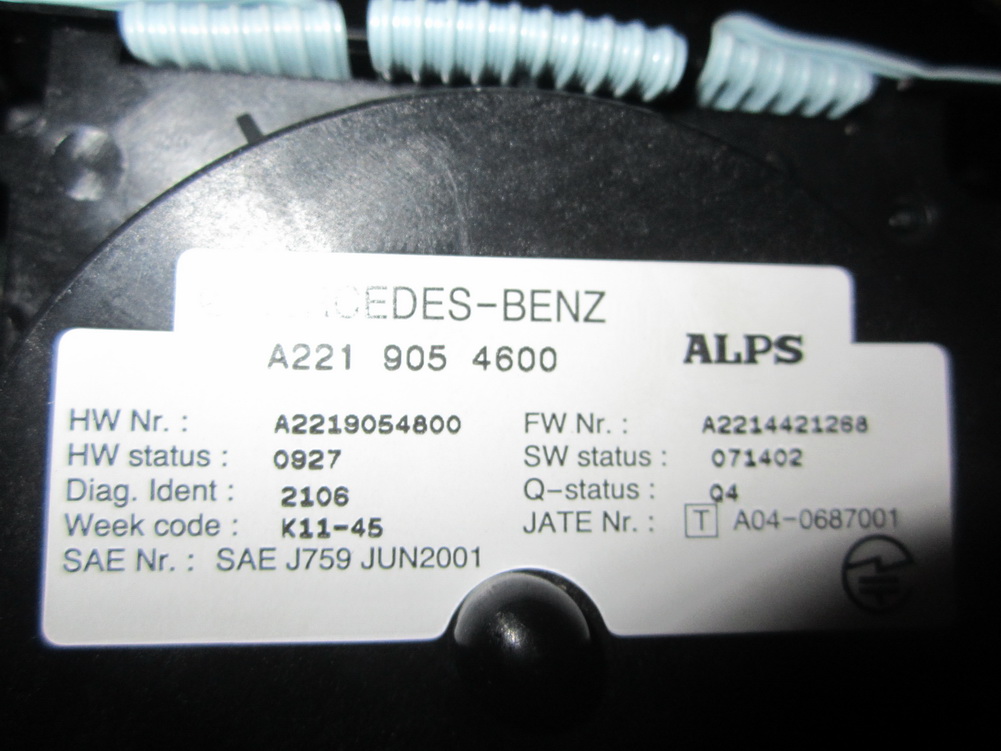 MERCEDES-BENZ
A221 905 4600
ALPS
HW Nr. : A2219054800
HW status : 0927
Diag. Ident : 2106
Week code : K11-45
SAE Nr. : SAE J759 JUN2001
FW Nr. : A2214421268
SW status : 071402
Q-status : Q4
JATE Nr. : T A04-0687001